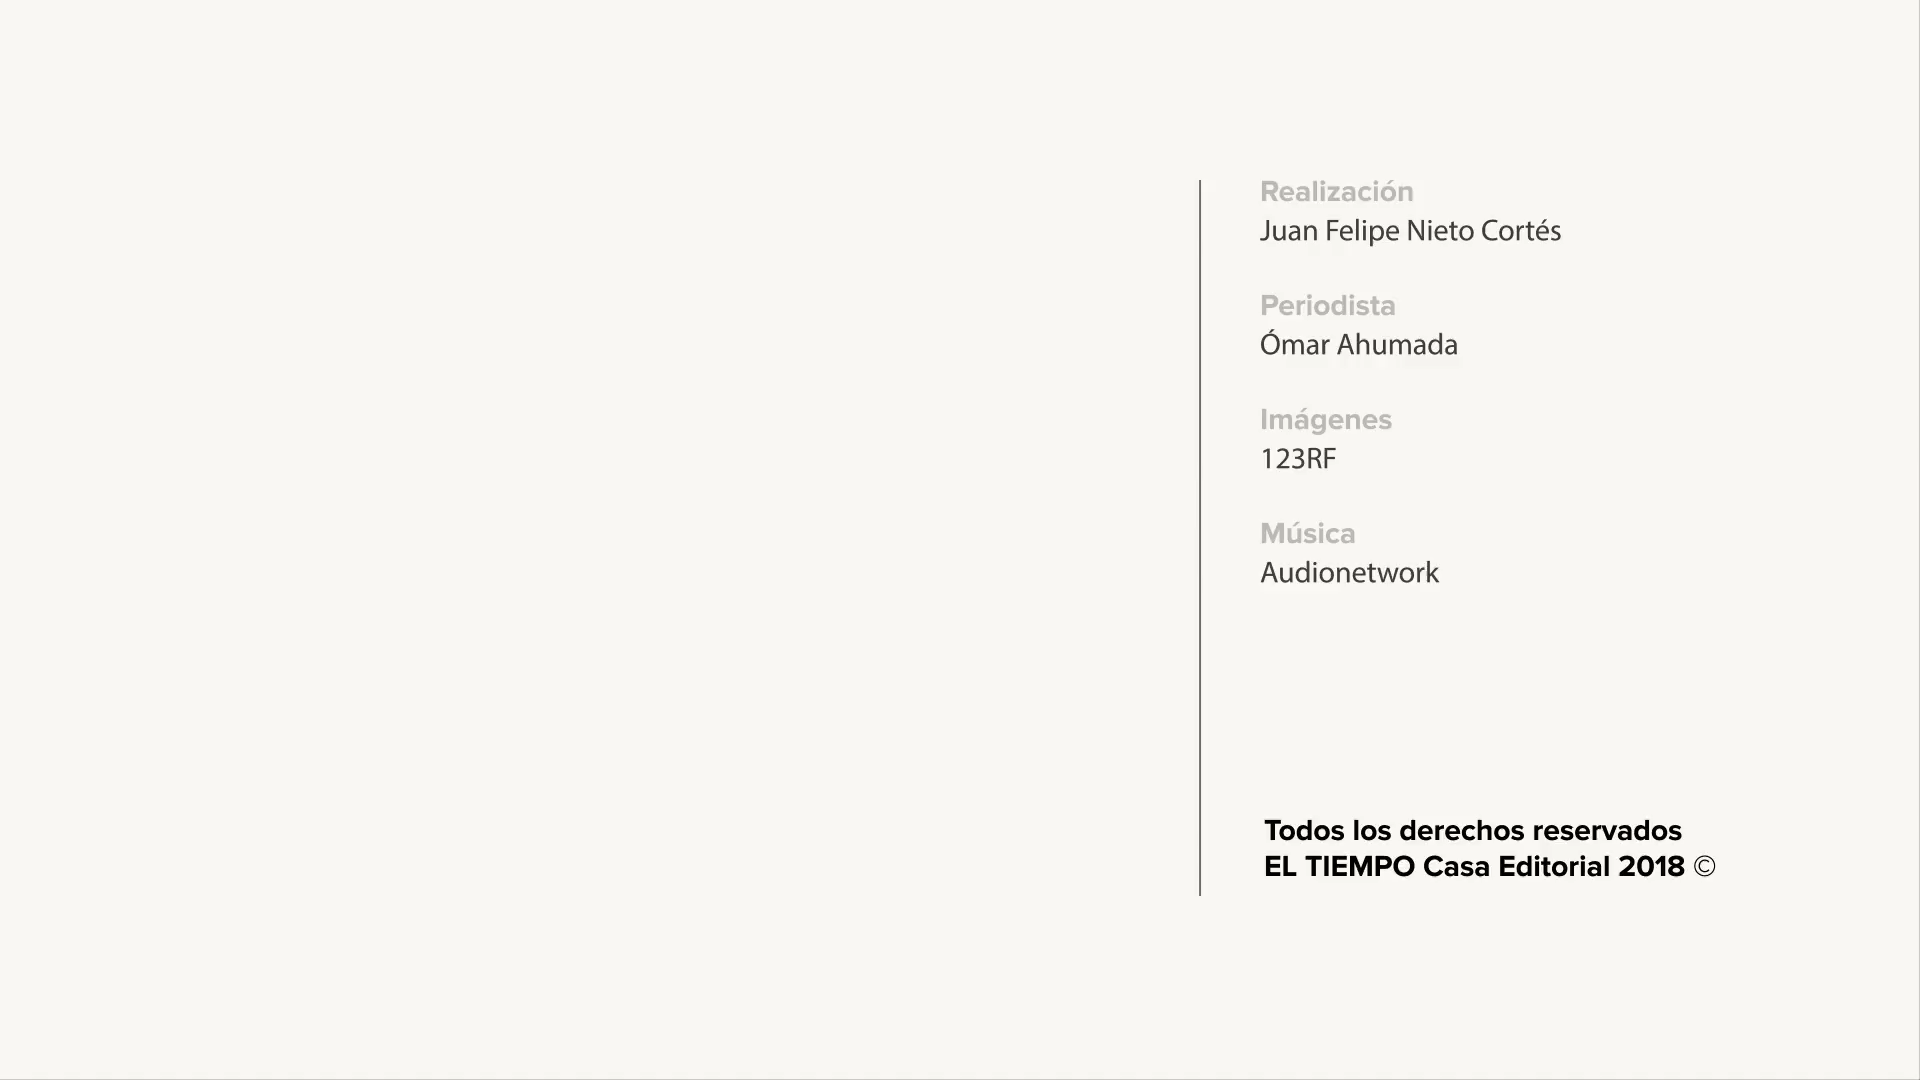 Realización
Juan Felipe Nieto Cortés
Periodista
Ómar Ahumada
Imágenes
123RF
Música
Audionetwork
Todos los derechos reservados
EL TIEMPO Casa Editorial 2018 ©